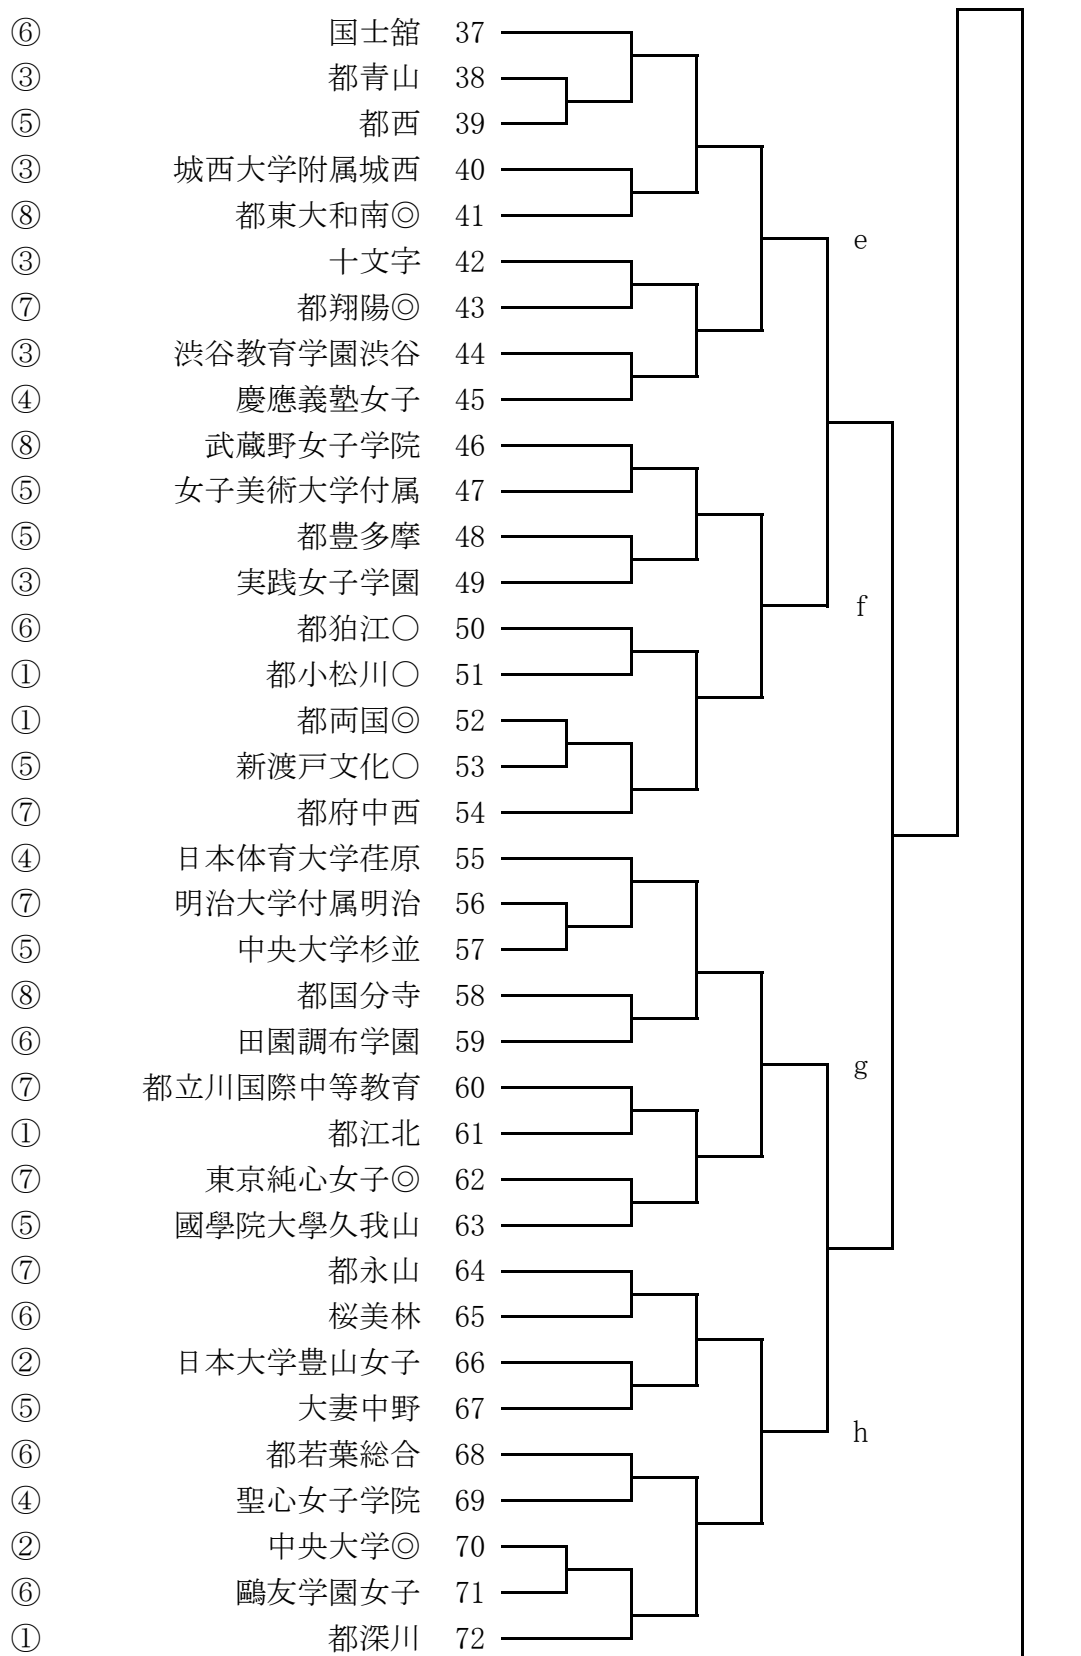 ⑥ 国士舘 37
③ 都青山 38
⑤ 都西 39
③ 城西大学附属城西 40
⑧ 都東大和南◎ 41
e
③ 十文字 42
⑦ 都翔陽◎ 43
③ 渋谷教育学園渋谷 44
④ 慶應義塾女子 45
⑧ 武蔵野女子学院 46
⑤ 女子美術大学付属 47
⑤ 都豊多摩 48
③ 実践女子学園 49
f
⑥ 都狛江○ 50
① 都小松川○ 51
① 都両国◎ 52
⑤ 新渡戸文化○ 53
⑦ 都府中西 54
④ 日本体育大学荏原 55
⑦ 明治大学付属明治 56
⑤ 中央大学杉並 57
⑧ 都国分寺 58
⑥ 田園調布学園 59
g
⑦ 都立川国際中等教育 60
① 都江北 61
⑦ 東京純心女子◎ 62
⑤ 國學院大學久我山 63
⑦ 都永山 64
⑥ 桜美林 65
② 日本大学豊山女子 66
⑤ 大妻中野 67
h
⑥ 都若葉総合 68
④ 聖心女子学院 69
② 中央大学◎ 70
⑥ 鷗友学園女子 71
① 都深川 72